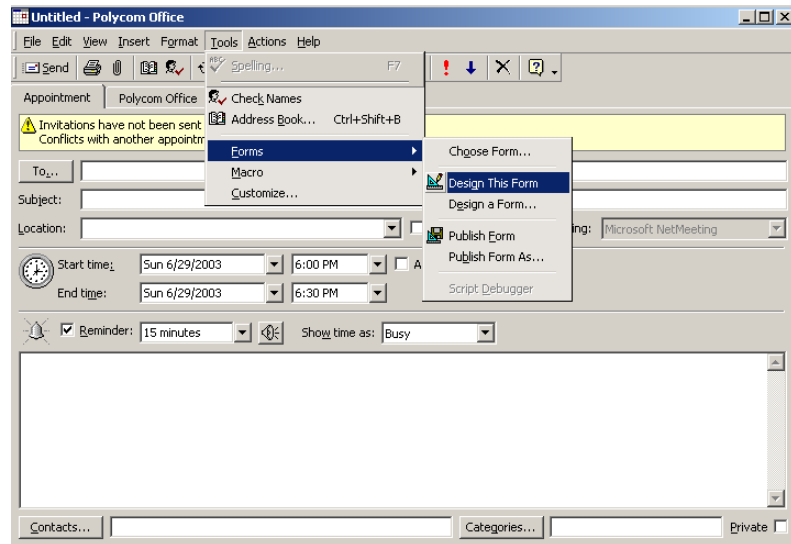 Untitled - Polycom Office
File Edit View Insert Format Tools Actions Help
Send ABC Spelling... F7
Appointment Polycom Office Check Names
Invitations have not been sent Address Book... Ctrl+Shift+B
Conflicts with another appointm
Forms Choose Form...
To... Macro Design This Form
Subject: Customize... Design a Form...
Location: Publish Form ng: Microsoft NetMeeting
Start time: Sun 6/29/2003 6:00 PM A Publish Form As...
End time: Sun 6/29/2003 6:30 PM Script Debugger
Reminder: 15 minutes Show time as: Busy
Contacts... Categories... Private